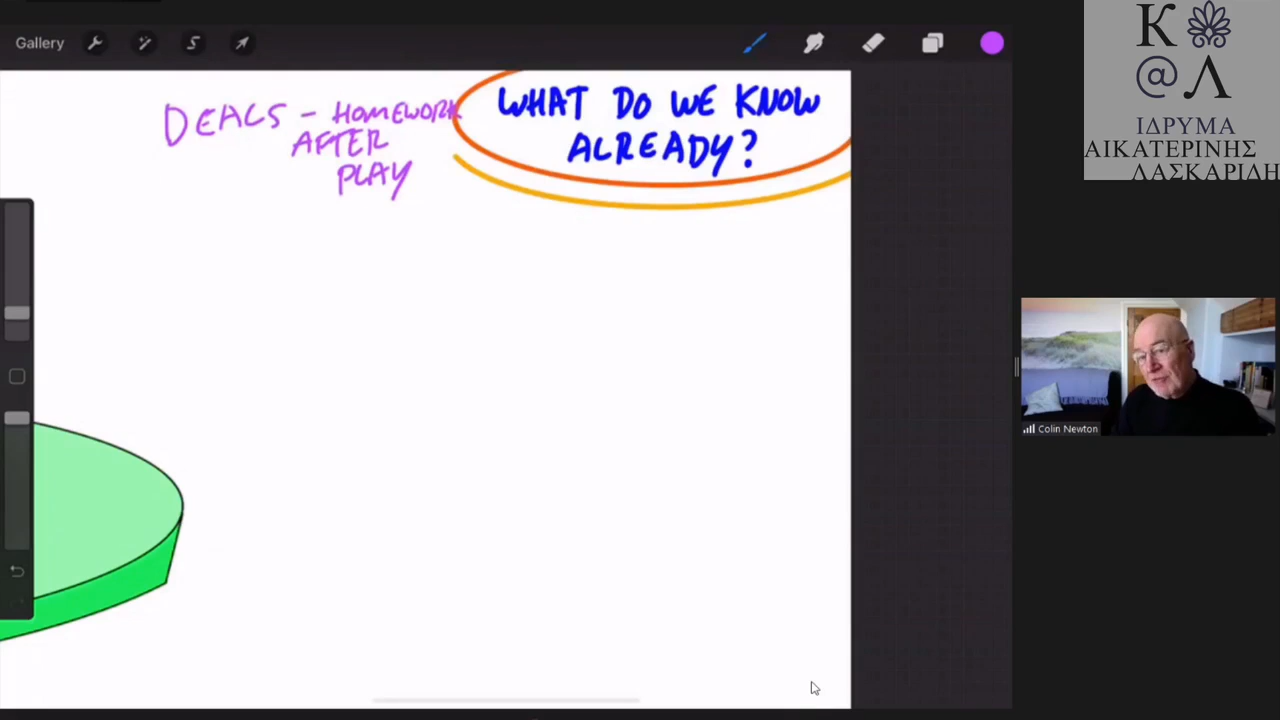 Gallery
DEALS - HOMEWORK
AFTER
PLAY
WHAT DO WE KNOW
ALREADY?
Κ
@ Λ
ΙΔΡΥΜΑ
ΑΙΚΑΤΕΡΙΝΗΣ
ΛΑΣΚΑΡΙΔΗ
Colin Newton